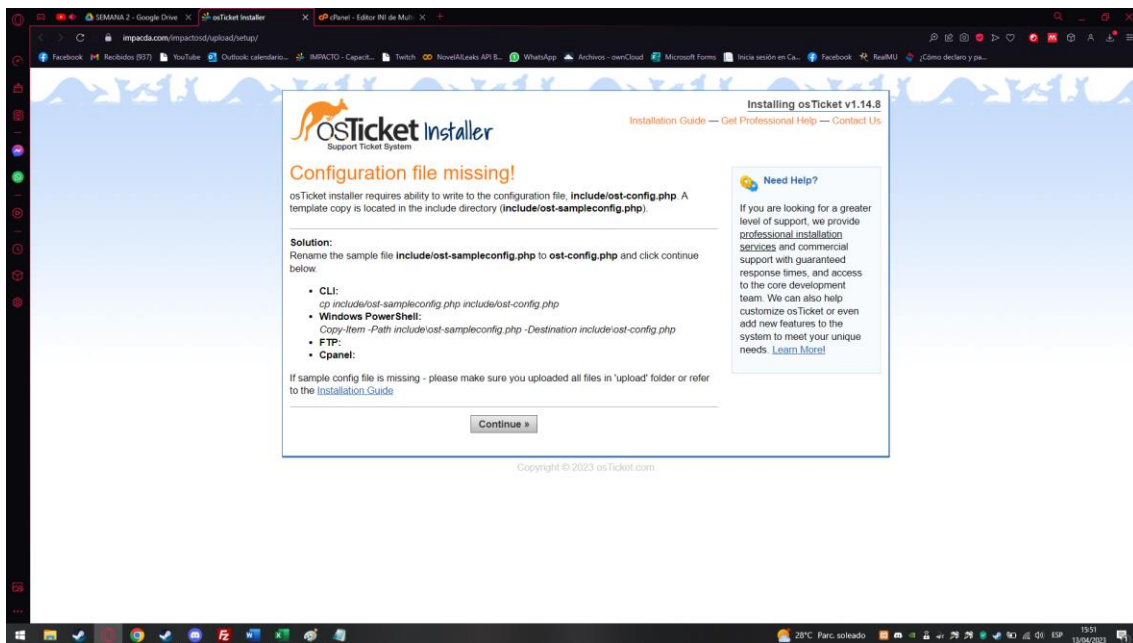 SEMANA 2 - Google Drive
osTicket Installer
cPanel - Editor INI de Mult
impacda.com/impactosd/upload/setup/
Facebook
Recibidos (937)
YouTube
Outlook: calendario...
IMPACTO - Capacit...
Twitch
NovelAILeaks API B...
WhatsApp
Archivos - ownCloud
Microsoft Forms
Inicia sesión en Ca...
Facebook
RealMU
¿Cómo declaro y pa...
osTicket Installer
Support Ticket System
Installing osTicket v1.14.8
Installation Guide — Get Professional Help — Contact Us
Configuration file missing!
osTicket installer requires ability to write to the configuration file, include/ost-config.php. A
template copy is located in the include directory (include/ost-sampleconfig.php).
Solution:
Rename the sample file include/ost-sampleconfig.php to ost-config.php and click continue
below.
• CLI:
cp include/ost-sampleconfig.php include/ost-config.php
• Windows PowerShell:
Copy-Item -Path include\ost-sampleconfig.php -Destination include\ost-config.php
• FTP:
• Cpanel:
If sample config file is missing - please make sure you uploaded all files in 'upload' folder or refer
to the Installation Guide
Continue »
Need Help?
If you are looking for a greater
level of support, we provide
professional installation
services and commercial
support with guaranteed
response times, and access
to the core development
team. We can also help
customize osTicket or even
add new features to the
system to meet your unique
needs. Learn More!
Copyright © 2023 osTicket.com
28°C Parc. soleado
ESP
15:51
13/04/2023